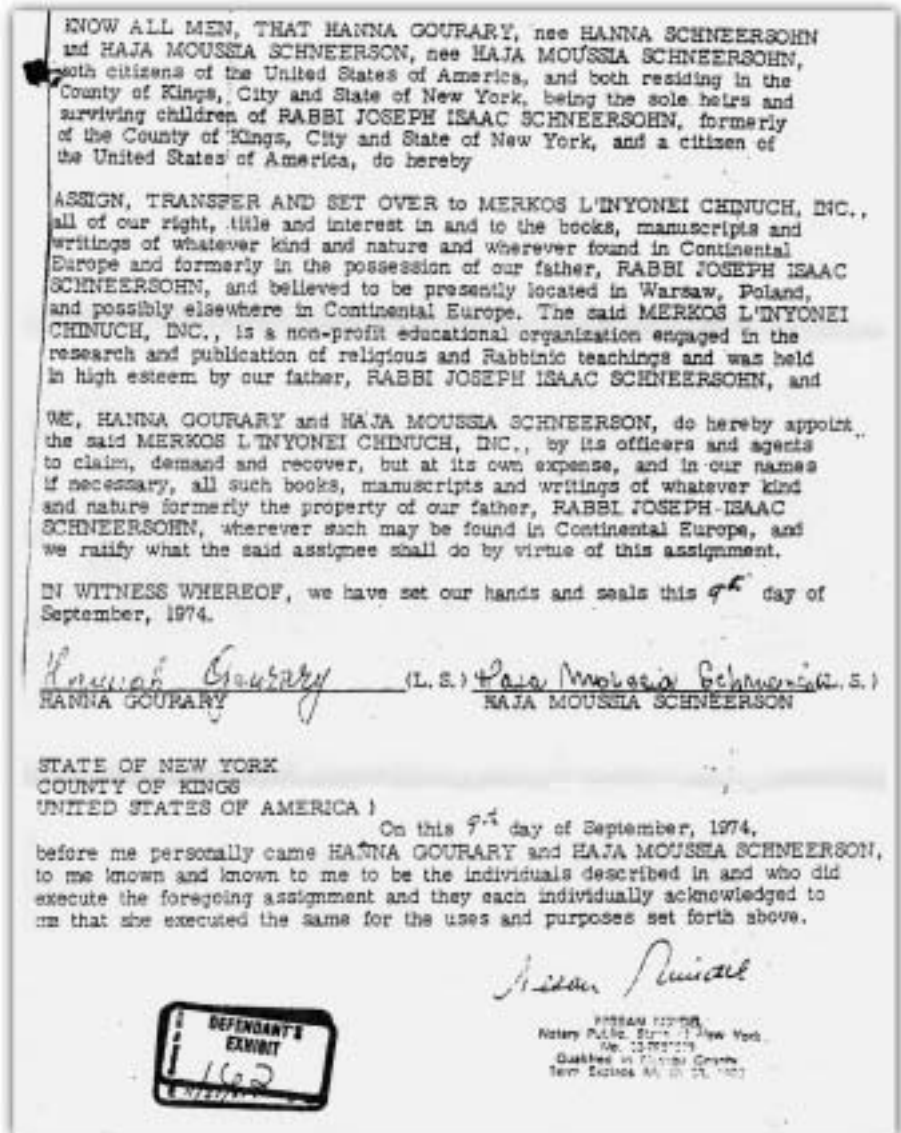 KNOW ALL MEN, THAT HANNA GOURARY, nee HANNA SCHNEERSOHN
and HAJA MOUSSIA SCHNEERSON, nee HAJA MOUSSIA SCHNEERSOHN,
both citizens of the United States of America, and both residing in the
County of Kings, City and State of New York, being the sole heirs and
surviving children of RABBI JOSEPH ISAAC SCHNEERSOHN, formerly
of the County of Kings, City and State of New York, and a citizen of
the United States of America, do hereby
ASSIGN, TRANSFER AND SET OVER to MERKOS L'INYONEI CHINUCH, INC.,
all of our right, title and interest in and to the books, manuscripts and
writings of whatever kind and nature and wherever found in Continental
Europe and formerly in the possession of our father, RABBI JOSEPH ISAAC
SCHNEERSOHN, and believed to be presently located in Warsaw, Poland,
and possibly elsewhere in Continental Europe. The said MERKOS L'INYONEI
CHINUCH, INC., is a non-profit educational organization engaged in the
research and publication of religious and Rabbinic teachings and was held
in high esteem by our father, RABBI JOSEPH ISAAC SCHNEERSOHN, and
WE, HANNA GOURARY and HAJA MOUSSIA SCHNEERSON, do hereby appoint
the said MERKOS L'INYONEI CHINUCH, INC., by its officers and agents
to claim, demand and recover, but at its own expense, and in our names
if necessary, all such books, manuscripts and writings of whatever kind
and nature formerly the property of our father, RABBI JOSEPH ISAAC
SCHNEERSOHN, wherever such may be found in Continental Europe, and
we ratify what the said assignee shall do by virtue of this assignment.
IN WITNESS WHEREOF, we have set our hands and seals this 9th day of
September, 1974.
Hannah Gourary (L.S.) Haja Moussia Schneerson (L.S.)
HANNA GOURARY HAJA MOUSSIA SCHNEERSON
STATE OF NEW YORK
COUNTY OF KINGS
UNITED STATES OF AMERICA )
On this 9th day of September, 1974,
before me personally came HANNA GOURARY and HAJA MOUSSIA SCHNEERSON,
to me known and known to me to be the individuals described in and who did
execute the foregoing assignment and they each individually acknowledged to
me that she executed the same for the uses and purposes set forth above.
Nissan Mindel
NISSAN MINDEL
Notary Public, State of New York
No.
Qualified in County
Term Expires
DEFENDANT'S
EXHIBIT
162